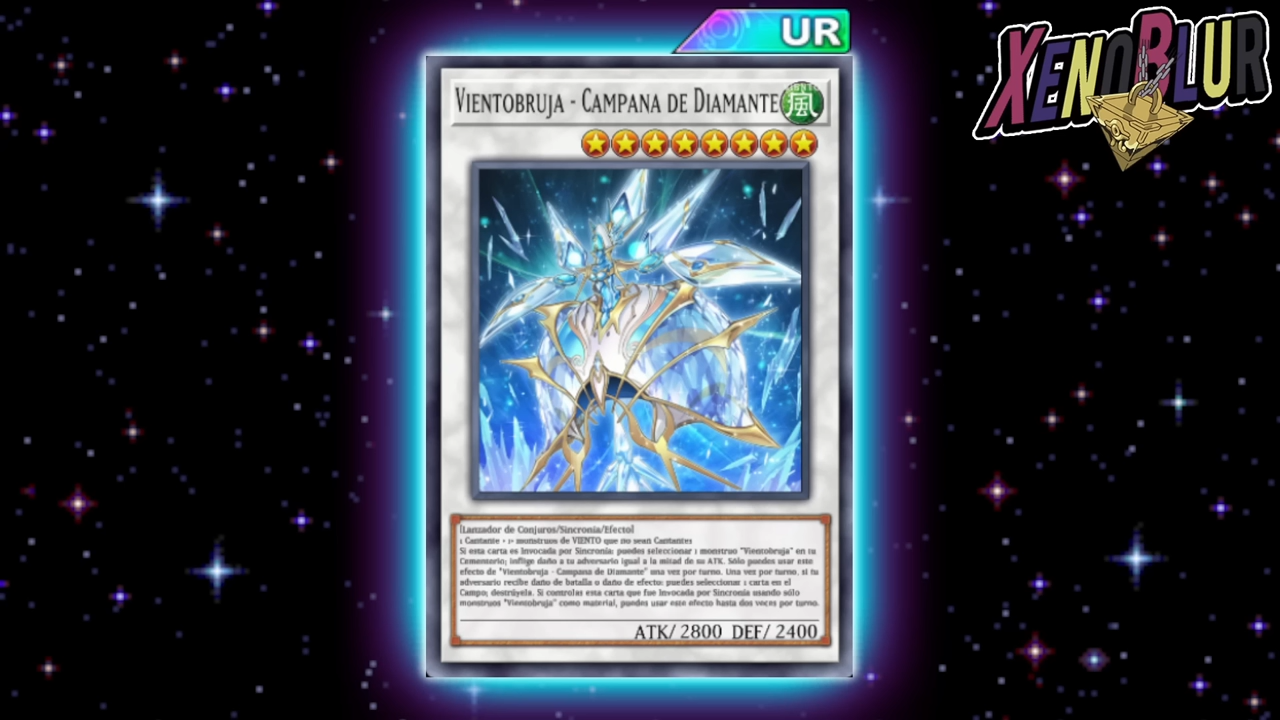 UR
XENOBLUR
VIENTOBRUJA - CAMPANA DE DIAMANTE
風
[Lanzador de Conjuros/Sincronía/Efecto]
1 Cantante + 1+ monstruos de VIENTO que no sean Cantantes
Si esta carta es Invocada por Sincronía: puedes seleccionar 1 monstruo "Vientobruja" en tu
Cementerio; inflige daño a tu adversario igual a la mitad de su ATK. Sólo puedes usar este
efecto de "Vientobruja - Campana de Diamante" una vez por turno. Una vez por turno, si tu
adversario recibe daño de batalla o daño de efecto: puedes seleccionar 1 carta en el
Campo; destrúyela. Si controlas esta carta que fue Invocada por Sincronía usando sólo
monstruos "Vientobruja" como material, puedes usar este efecto hasta dos veces por turno.
ATK/ 2800 DEF/ 2400